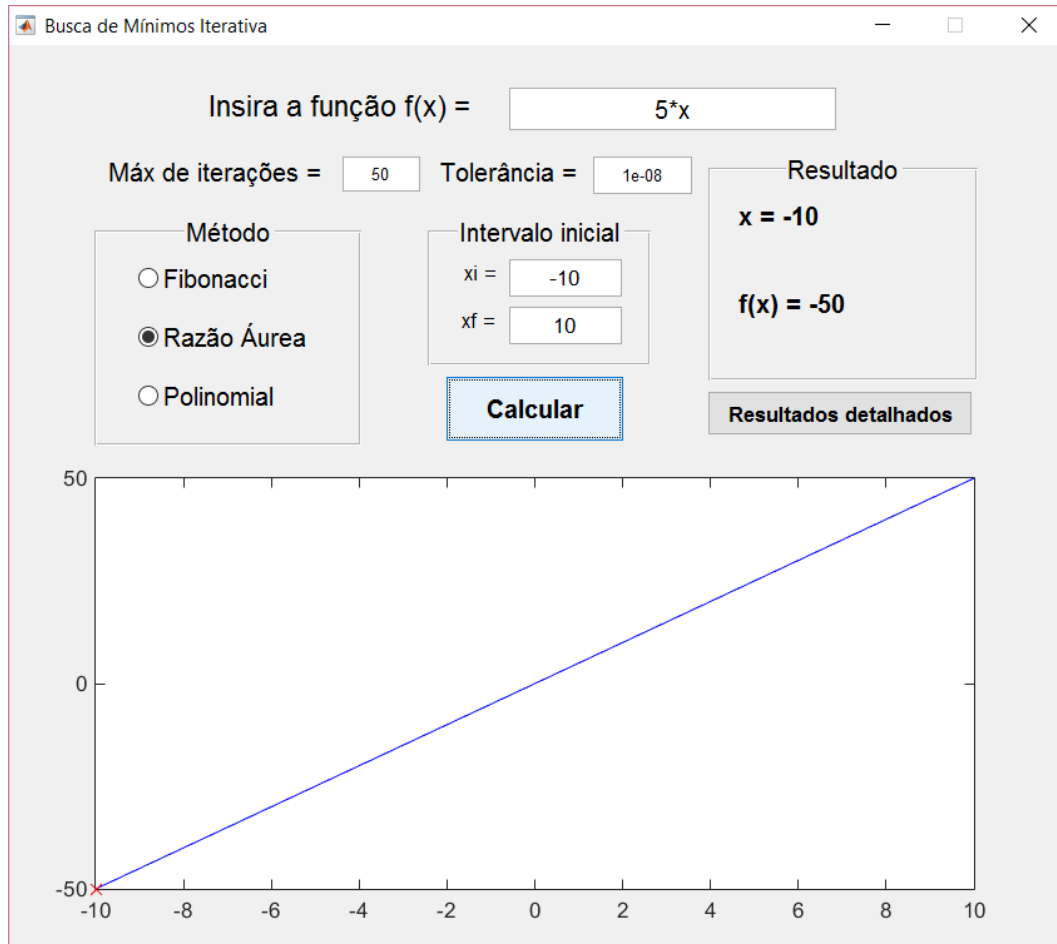 Busca de Mínimos Iterativa
Insira a função f(x) = 5*x
Máx de iterações = 50 Tolerância = 1e-08
Resultado
x = -10
f(x) = -50
Método
Fibonacci
Razão Áurea
Polinomial
Intervalo inicial
xi = -10
xf = 10
Calcular
Resultados detalhados
50
0
-50
-10 -8 -6 -4 -2 0 2 4 6 8 10